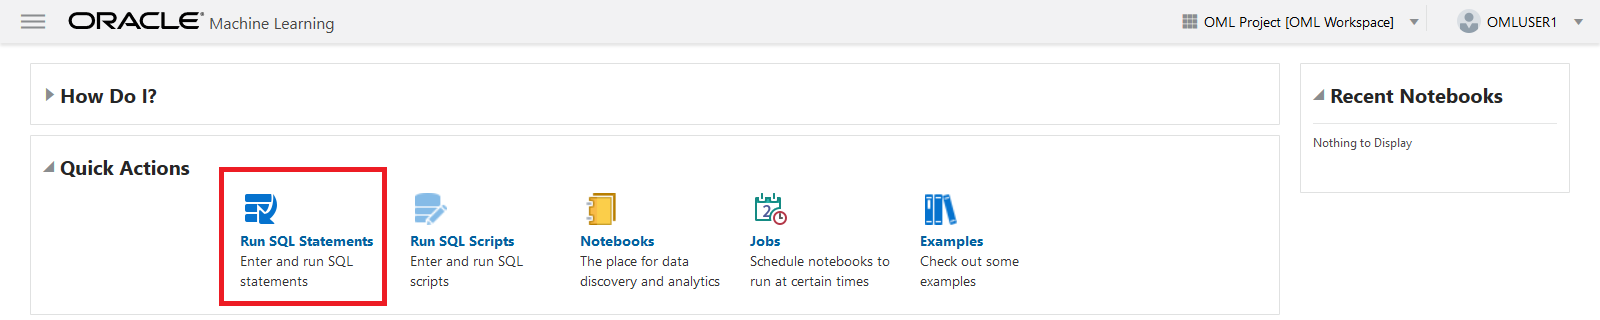 ORACLE Machine Learning
OML Project [OML Workspace]
OMLUSER1
How Do I?
Quick Actions
Run SQL Statements
Enter and run SQL
statements
Run SQL Scripts
Enter and run SQL
scripts
Notebooks
The place for data
discovery and analytics
2
Jobs
Schedule notebooks to
run at certain times
Examples
Check out some
examples
Recent Notebooks
Nothing to Display